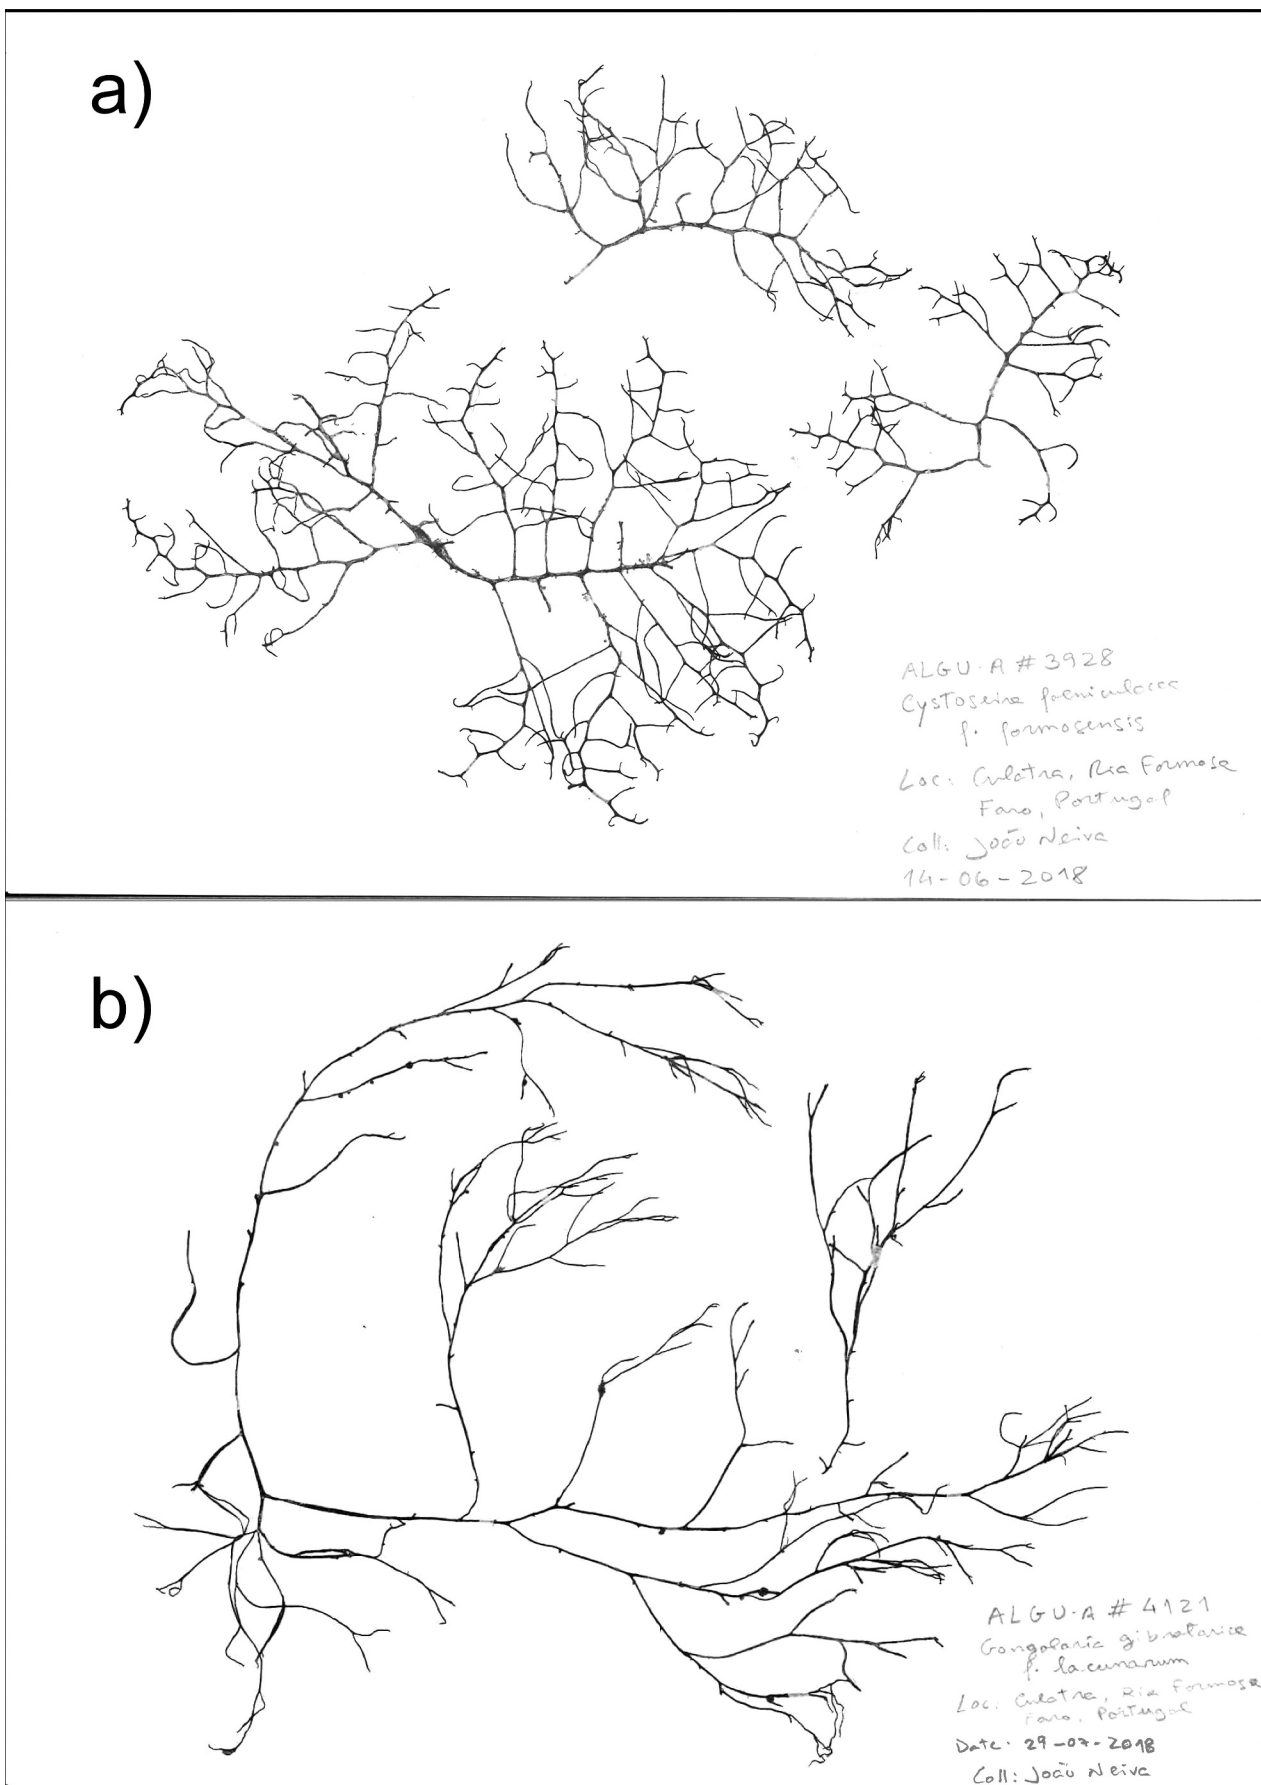 a)
ALGU-A # 3928
Cystoseira foeniculacea
f. formosensis
Loc: Culatra, Ria Formosa
Faro, Portugal
Coll: João Neiva
14-06-2018
b)
ALGU-A # 4121
Gongolaria gibraltarica
f. lacunarum
Loc: Culatra, Ria Formosa
Faro, Portugal
Date: 29-07-2018
Coll: João Neiva